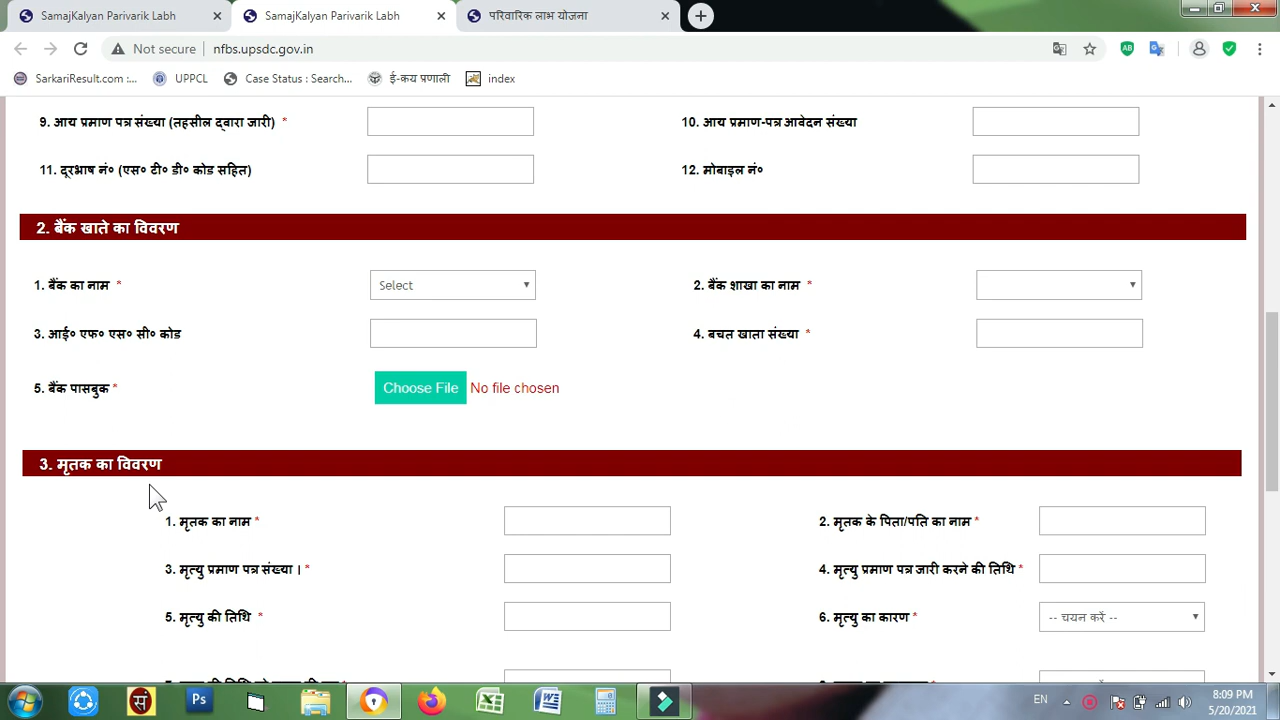 SamajKalyan Parivarik Labh
SamajKalyan Parivarik Labh
परिवारिक लाभ योजना
Not secure
nfbs.upsdc.gov.in
SarkariResult.com :...
UPPCL
Case Status : Search...
ई-कय प्रणाली
index
9. आय प्रमाण पत्र संख्या (तहसील द्वारा जारी) *
10. आय प्रमाण-पत्र आवेदन संख्या
11. दूरभाष नं० (एस० टी० डी० कोड सहित)
12. मोबाइल नं०
2. बैंक खाते का विवरण
1. बैंक का नाम *
Select
2. बैंक शाखा का नाम *
3. आई० एफ० एस० सी० कोड
4. बचत खाता संख्या *
5. बैंक पासबुक *
Choose File No file chosen
3. मृतक का विवरण
1. मृतक का नाम *
2. मृतक के पिता/पति का नाम *
3. मृत्यु प्रमाण पत्र संख्या । *
4. मृत्यु प्रमाण पत्र जारी करने की तिथि *
5. मृत्यु की तिथि *
6. मृत्यु का कारण *
-- चयन करें --
सं
Ps
EN
8:09 PM
5/20/2021